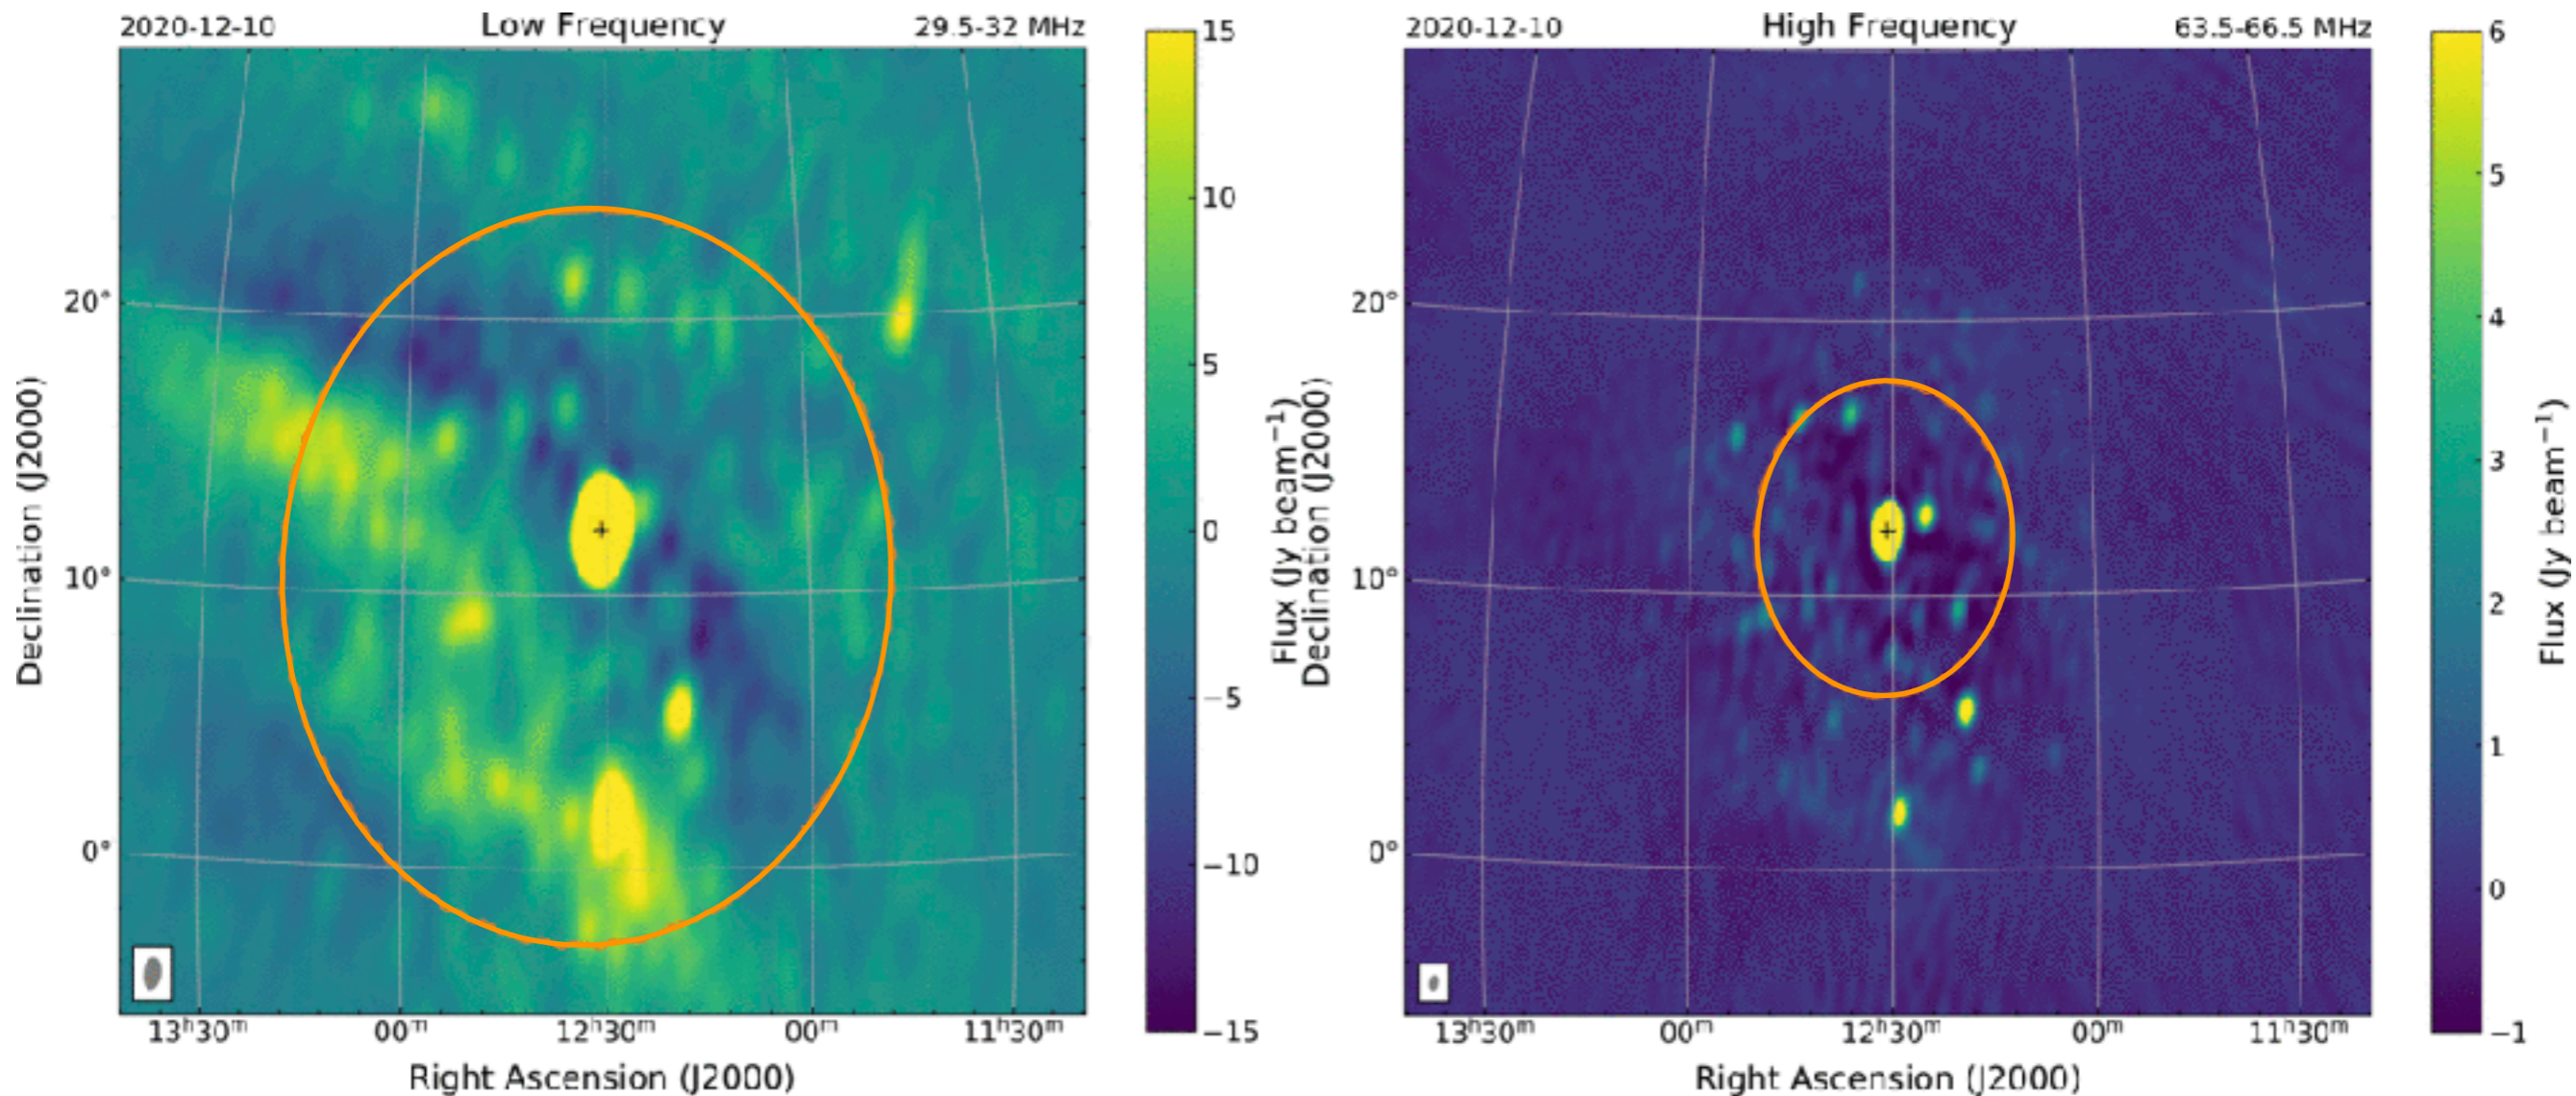 2020-12-10 Low Frequency 29.5-32 MHz
15
10
5
0
−5
−10
−15
Flux (Jy beam⁻¹)
20°
10°
0°
Declination (J2000)
13ʰ30ᵐ 00ᵐ 12ʰ30ᵐ 00ᵐ 11ʰ30ᵐ
Right Ascension (J2000)
2020-12-10 High Frequency 63.5-66.5 MHz
6
5
4
3
2
1
0
−1
Flux (Jy beam⁻¹)
20°
10°
0°
Declination (J2000)
13ʰ30ᵐ 00ᵐ 12ʰ30ᵐ 00ᵐ 11ʰ30ᵐ
Right Ascension (J2000)